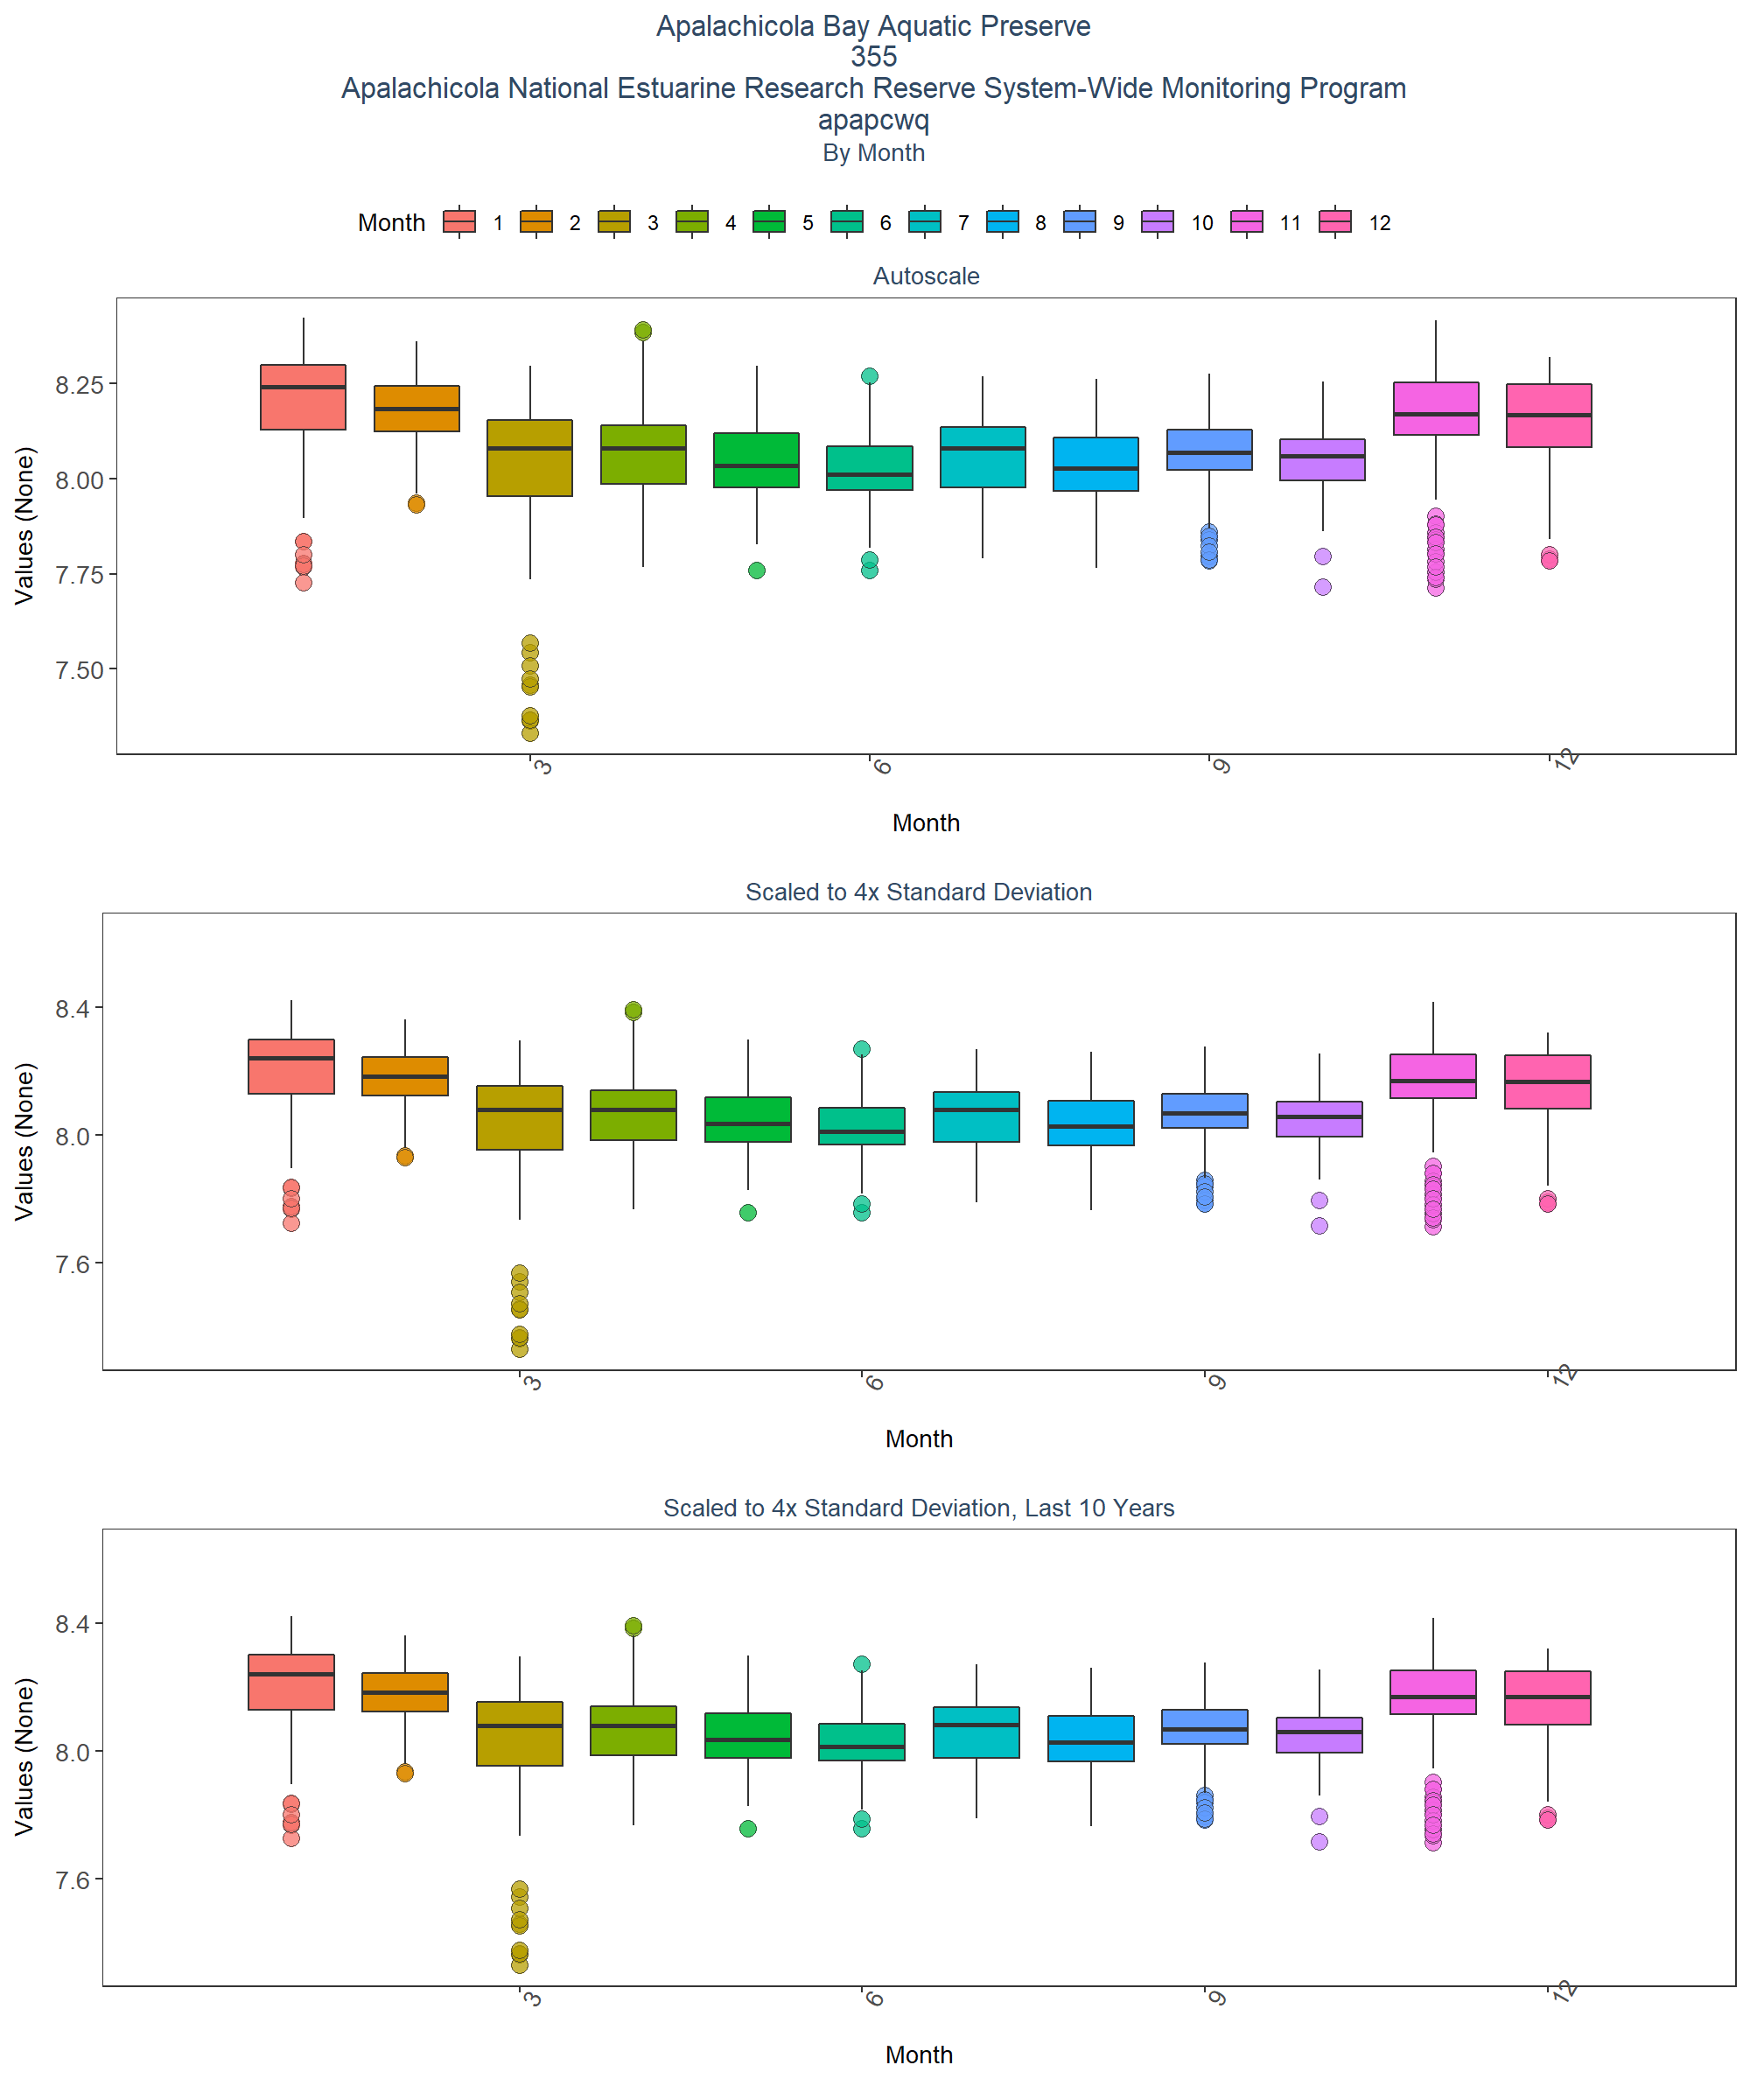 Apalachicola Bay Aquatic Preserve
355
Apalachicola National Estuarine Research Reserve System-Wide Monitoring Program
apapcwq
By Month
Month 1 2 3 4 5 6 7 8 9 10 11 12
Autoscale
Values (None)
8.25
8.00
7.75
7.50
3 6 9 12
Month
Scaled to 4x Standard Deviation
Values (None)
8.4
8.0
7.6
3 6 9 12
Month
Scaled to 4x Standard Deviation, Last 10 Years
Values (None)
8.4
8.0
7.6
3 6 9 12
Month